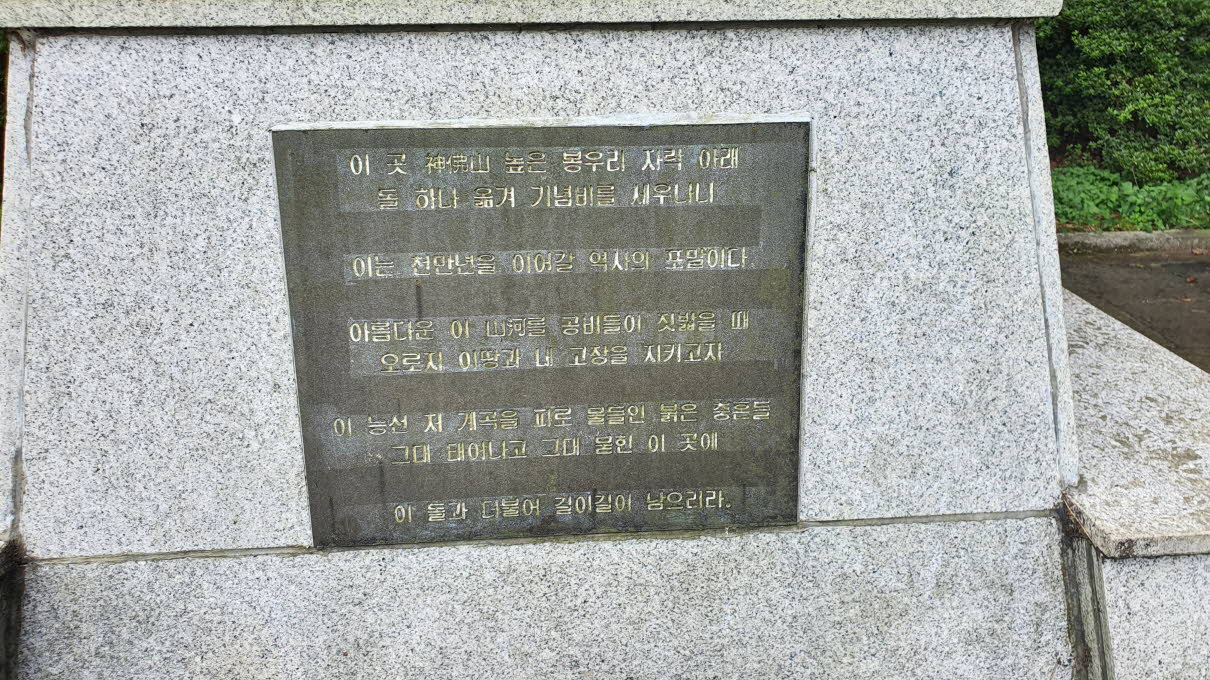 이 곳 神佛山 높은 봉우리 자락 아래
돌 하나 옮겨 기념비를 세우나니
이는 천만년을 이어갈 역사의 포말이다
아름다운 이 山河를 공비들이 짓밟을 때
오로지 이땅과 네 고장을 지키고자
이 능선 저 계곡을 피로 물들인 붉은 충혼들
그대 태어나고 그대 묻힌 이 곳에
이 돌과 더불어 길이길이 남으리라.